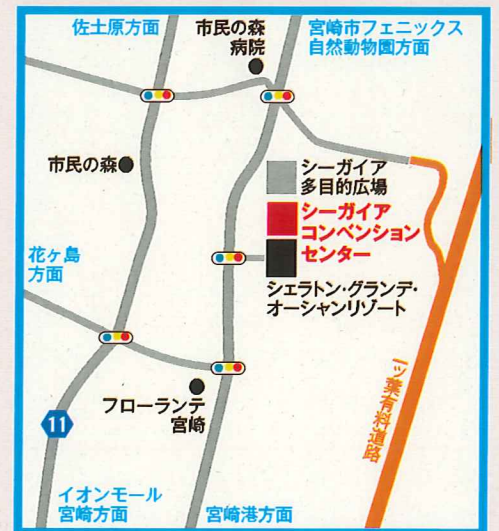 佐土原方面
市民の森
病院
宮崎市フェニックス
自然動物園方面
市民の森
シーガイア
多目的広場
シーガイア
コンベンション
センター
花ヶ島
方面
シェラトン・グランデ・
オーシャンリゾート
一ッ葉有料道路
フローランテ
宮崎
11
イオンモール
宮崎方面
宮崎港方面